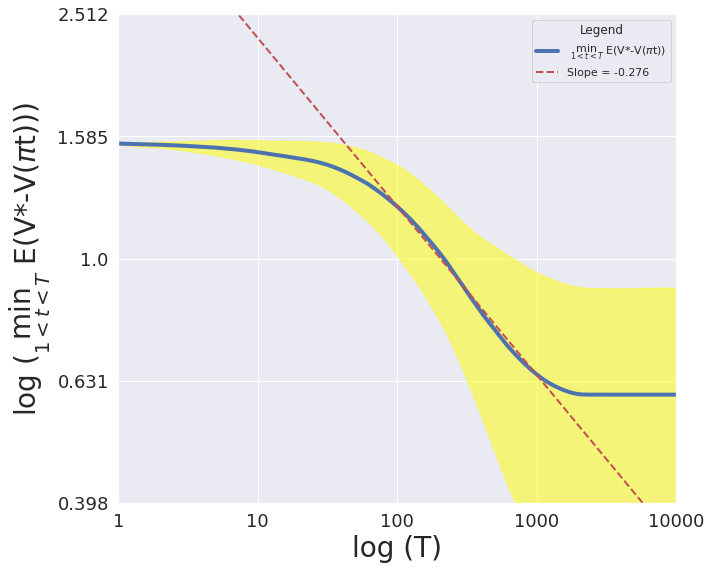 2.512
1.585
1.0
0.631
0.398
log ( min E(V*-V(πt)))
1<t<T
1
10
100
1000
10000
log (T)
Legend
min E(V*-V(πt))
1<t<T
Slope = -0.276